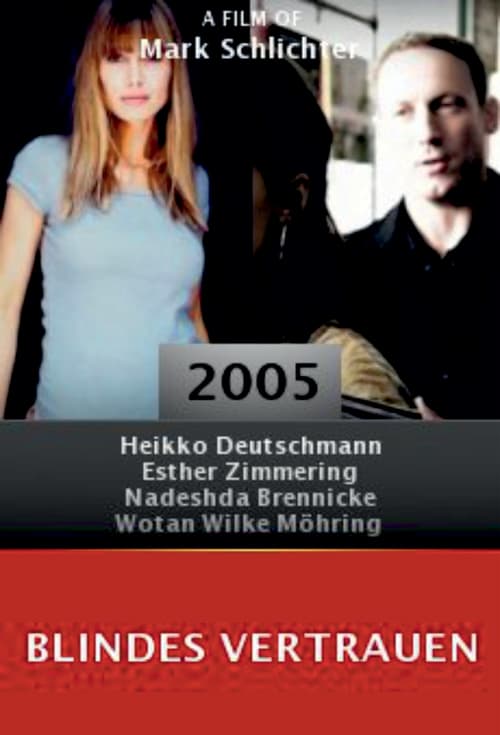 A FILM OF
Mark Schlichter
2005
Heikko Deutschmann
Esther Zimmering
Nadeshda Brennicke
Wotan Wilke Möhring
BLINDES VERTRAUEN